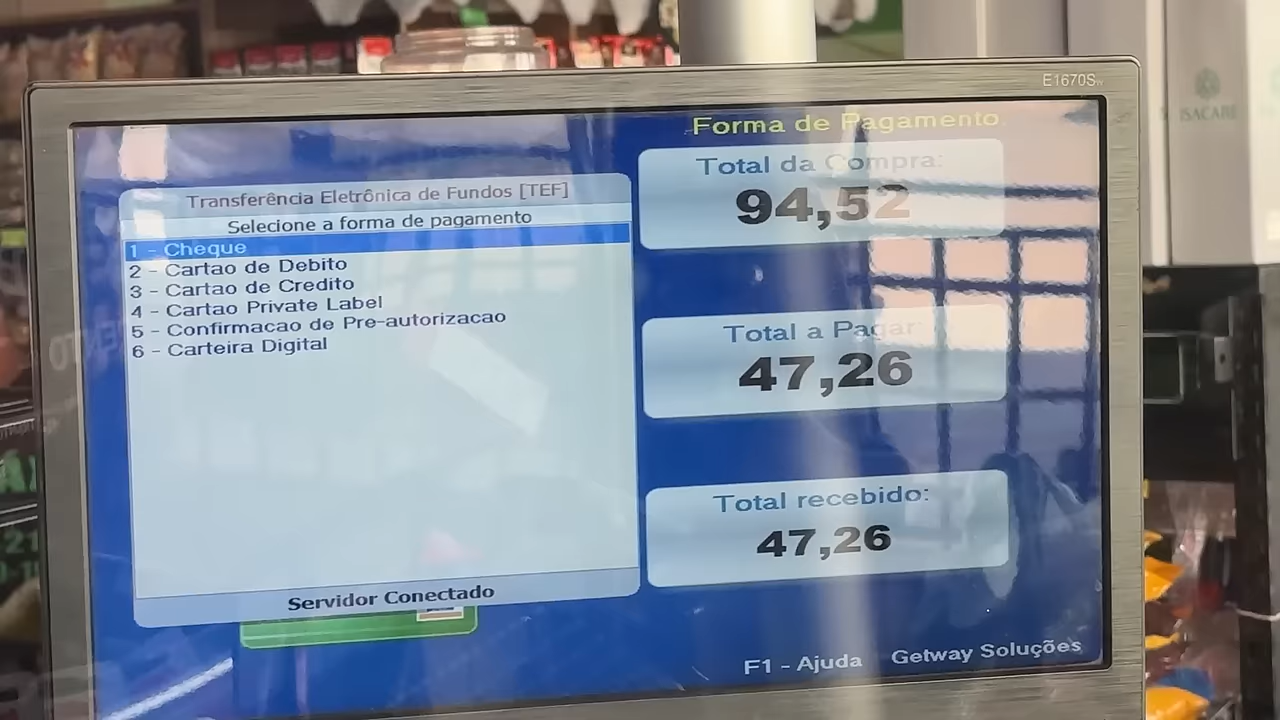 E1670S
ISACARE
Forma de Pagamento
Total da Compra:
94,52
Transferência Eletrônica de Fundos [TEF]
Selecione a forma de pagamento
1 - Cheque
2 - Cartao de Debito
3 - Cartao de Credito
4 - Cartao Private Label
5 - Confirmacao de Pre-autorizacao
6 - Carteira Digital
Total a Pagar
47,26
Total recebido:
47,26
Servidor Conectado
F1 - Ajuda
Getway Soluções